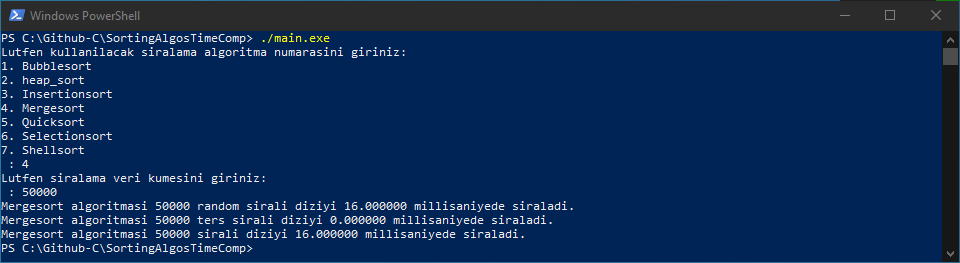 Windows PowerShell
PS C:\Github-C\SortingAlgosTimeComp> ./main.exe
Lutfen kullanilacak siralama algoritma numarasini giriniz:
1. Bubblesort
2. heap_sort
3. Insertionsort
4. Mergesort
5. Quicksort
6. Selectionsort
7. Shellsort
 : 4
Lutfen siralama veri kumesini giriniz:
 : 50000
Mergesort algoritmasi 50000 random sirali diziyi 16.000000 millisaniyede siraladi.
Mergesort algoritmasi 50000 ters sirali diziyi 0.000000 millisaniyede siraladi.
Mergesort algoritmasi 50000 sirali diziyi 16.000000 millisaniyede siraladi.
PS C:\Github-C\SortingAlgosTimeComp>